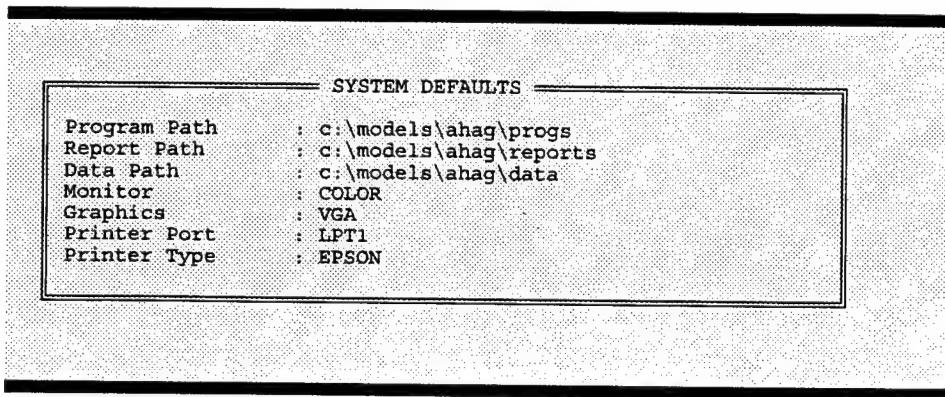 SYSTEM DEFAULTS
Program Path : c:\models\ahag\progs
Report Path : c:\models\ahag\reports
Data Path : c:\models\ahag\data
Monitor : COLOR
Graphics : VGA
Printer Port : LPT1
Printer Type : EPSON